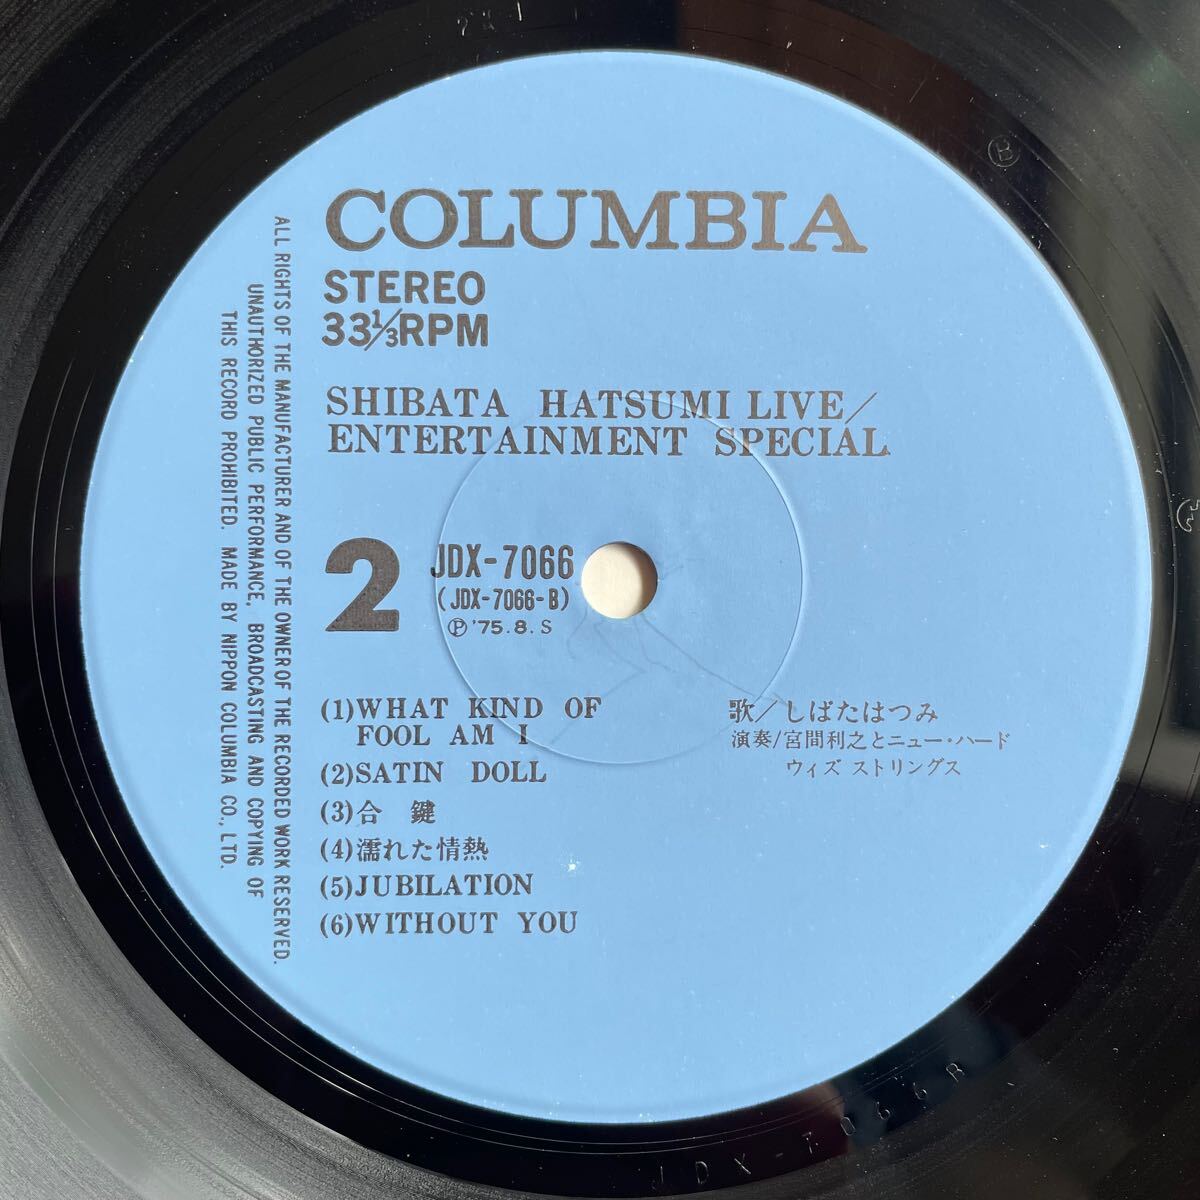 COLUMBIA
STEREO
33 1/3 RPM
SHIBATA HATSUMI LIVE/
ENTERTAINMENT SPECIAL
2
JDX-7066
(JDX-7066-B)
Ⓟ'75.8. S
(1)WHAT KIND OF
FOOL AM I
(2)SATIN DOLL
(3)合 鍵
(4)濡れた情熱
(5)JUBILATION
(6)WITHOUT YOU
歌/しばたはつみ
演奏/宮間利之とニュー・ハード
ウィズ ストリングス
ALL RIGHTS OF THE MANUFACTURER AND OF THE OWNER OF THE RECORDED WORK RESERVED.
UNAUTHORIZED PUBLIC PERFORMANCE, BROADCASTING AND COPYING OF
THIS RECORD PROHIBITED. MADE BY NIPPON COLUMBIA CO., LTD.
B
JDX-7066B